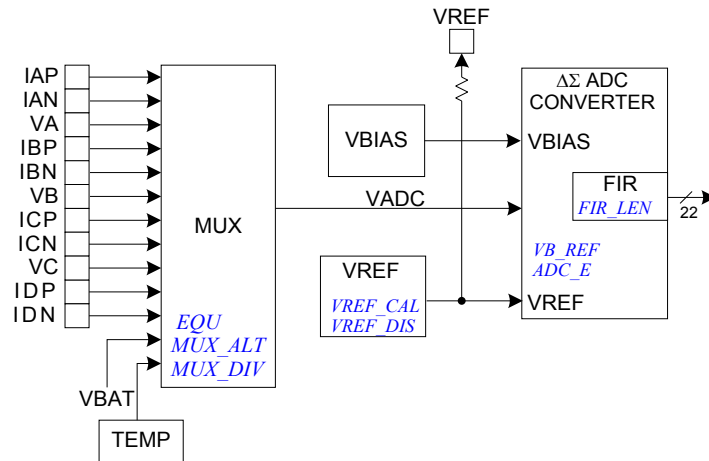 VREF
IAP
IAN
VA
IBP
IBN
VB
ICP
ICN
VC
IDP
IDN
VBAT
TEMP
MUX
EQU
MUX_ALT
MUX_DIV
VBIAS
VADC
VREF
VREF_CAL
VREF_DIS
ΔΣ ADC
CONVERTER
VBIAS
FIR
FIR_LEN
22
VB_REF
ADC_E
VREF